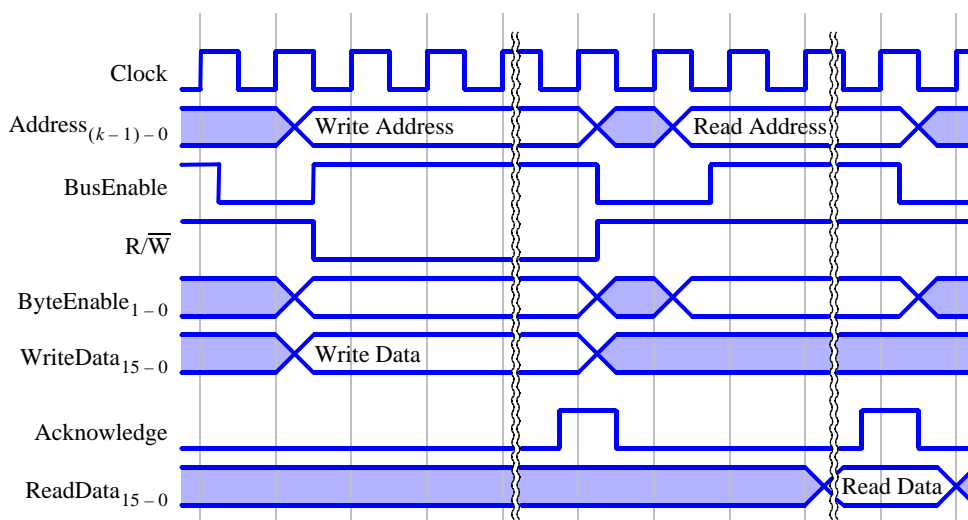 Clock
Address(k – 1) – 0
Write Address
Read Address
BusEnable
R/W̅
ByteEnable1 – 0
WriteData15 – 0
Write Data
Acknowledge
ReadData15 – 0
Read Data